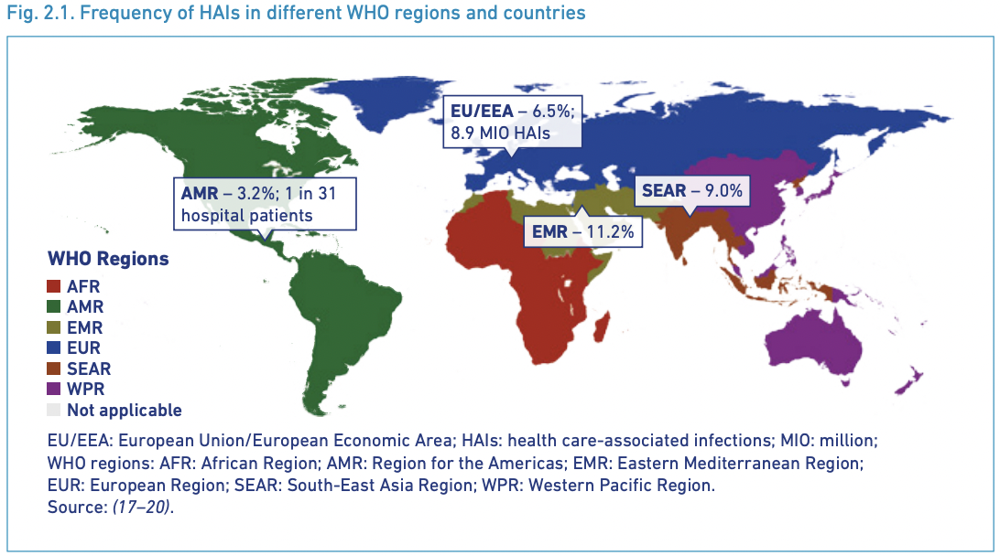 Fig. 2.1. Frequency of HAIs in different WHO regions and countries
EU/EEA – 6.5%;
8.9 MIO HAIs
AMR – 3.2%; 1 in 31
hospital patients
SEAR – 9.0%
EMR – 11.2%
WHO Regions
AFR
AMR
EMR
EUR
SEAR
WPR
Not applicable
EU/EEA: European Union/European Economic Area; HAIs: health care-associated infections; MIO: million;
WHO regions: AFR: African Region; AMR: Region for the Americas; EMR: Eastern Mediterranean Region;
EUR: European Region; SEAR: South-East Asia Region; WPR: Western Pacific Region.
Source: (17–20).